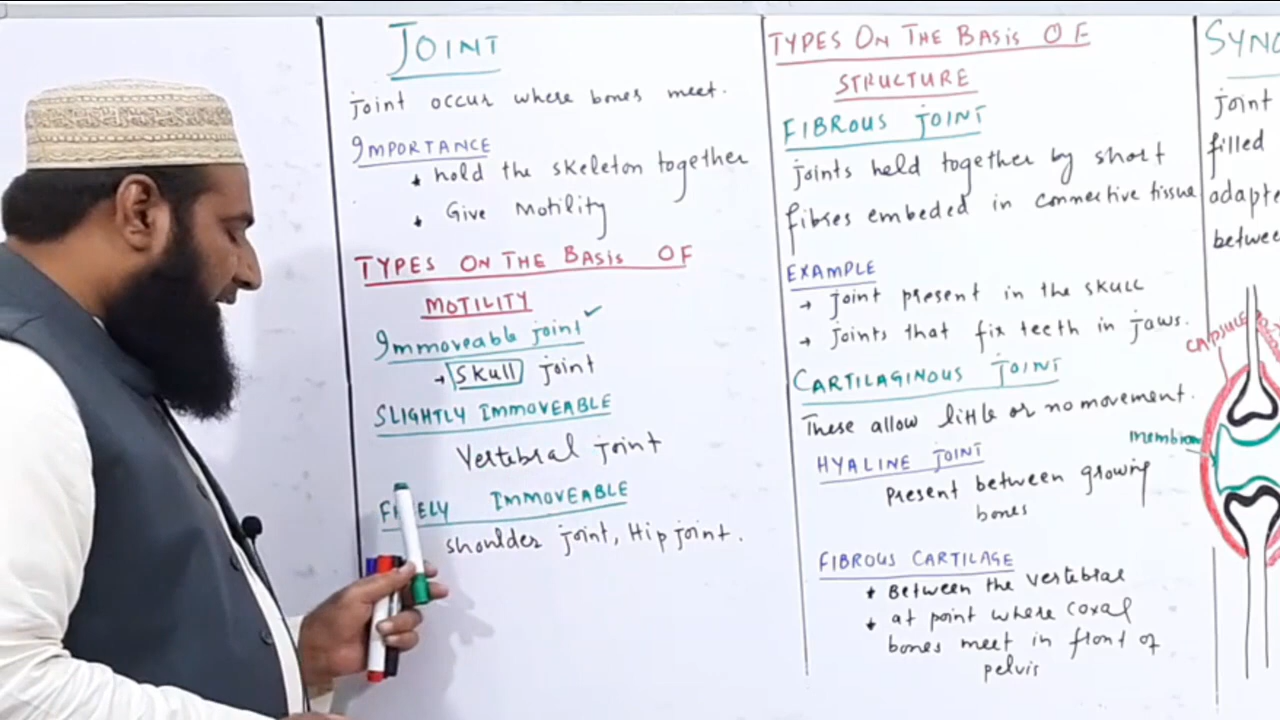 JOINT
joint occur where bones meet.
IMPORTANCE
* hold the skeleton together
* Give Motility
TYPES ON THE BASIS OF
MOTILITY
Immoveable joint ✓
→ Skull joint
SLIGHTLY IMMOVEABLE
Vertebral joint
FREELY IMMOVEABLE
shoulder joint, Hip joint.
TYPES ON THE BASIS OF
STRUCTURE
FIBROUS JOINT
joints held together by short
fibres embeded in connective tissue
EXAMPLE
→ joint present in the skull
→ joints that fix teeth in jaws.
CARTILAGINOUS JOINT
These allow little or no movement.
HYALINE JOINT
Present between growing
bones
FIBROUS CARTILAGE
* Between the vertebral
* at point where coxal
bones meet in front of
pelvis
SYNO
joint
filled
adapte
betwee
CAPSULE
membran